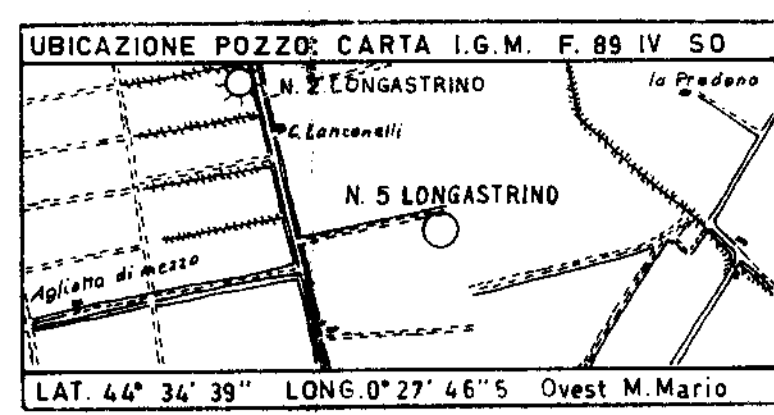 UBICAZIONE POZZO: CARTA I.G.M. F. 89 IV SO
N. 2 LONGASTRINO
la Predona
C. Lanconelli
N. 5 LONGASTRINO
Aglietta di mezzo
LAT. 44° 34' 39" LONG. 0° 27' 46"5 Ovest M. Mario